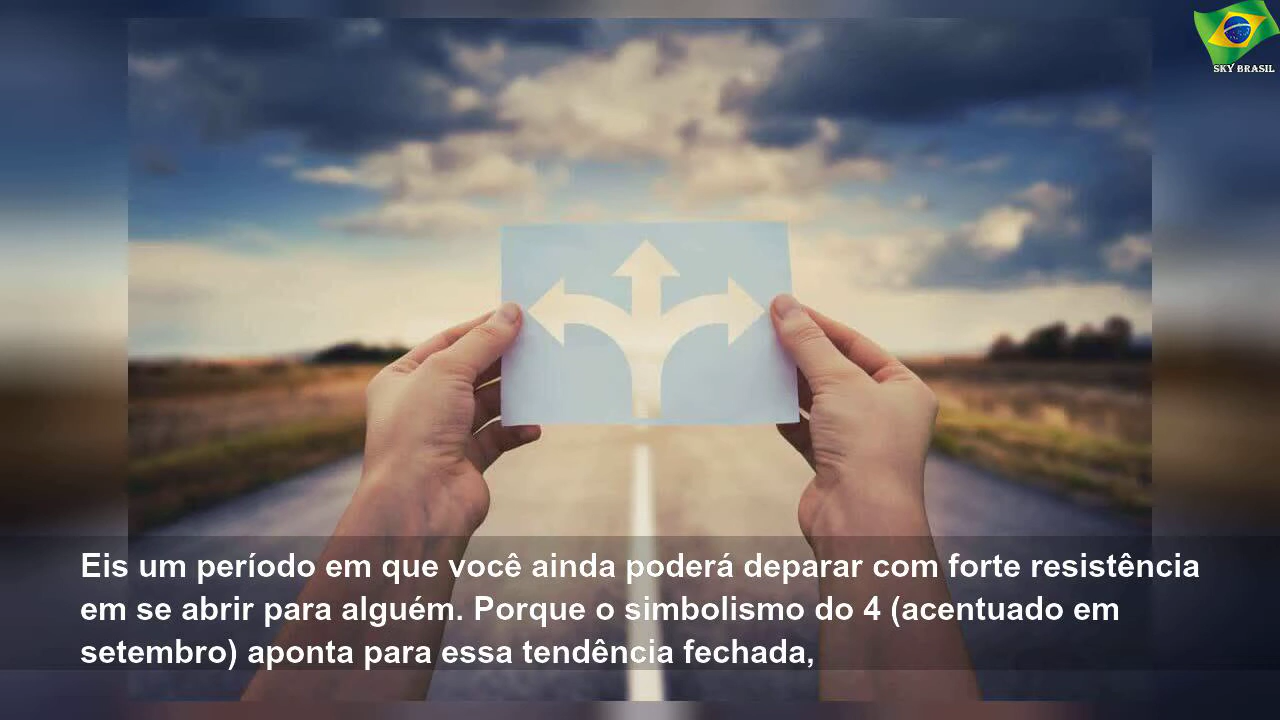 SKY BRASIL
Eis um período em que você ainda poderá deparar com forte resistência
em se abrir para alguém. Porque o simbolismo do 4 (acentuado em
setembro) aponta para essa tendência fechada,